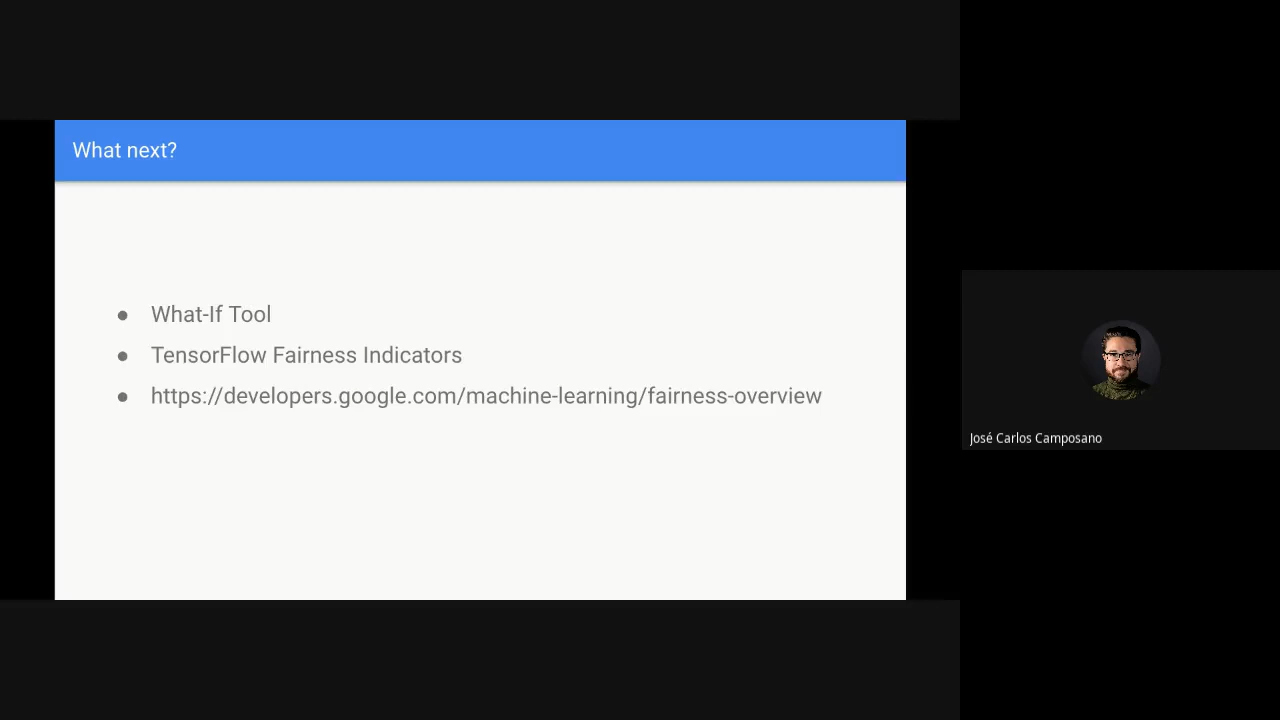 What next?
● What-If Tool
● TensorFlow Fairness Indicators
● https://developers.google.com/machine-learning/fairness-overview
José Carlos Camposano